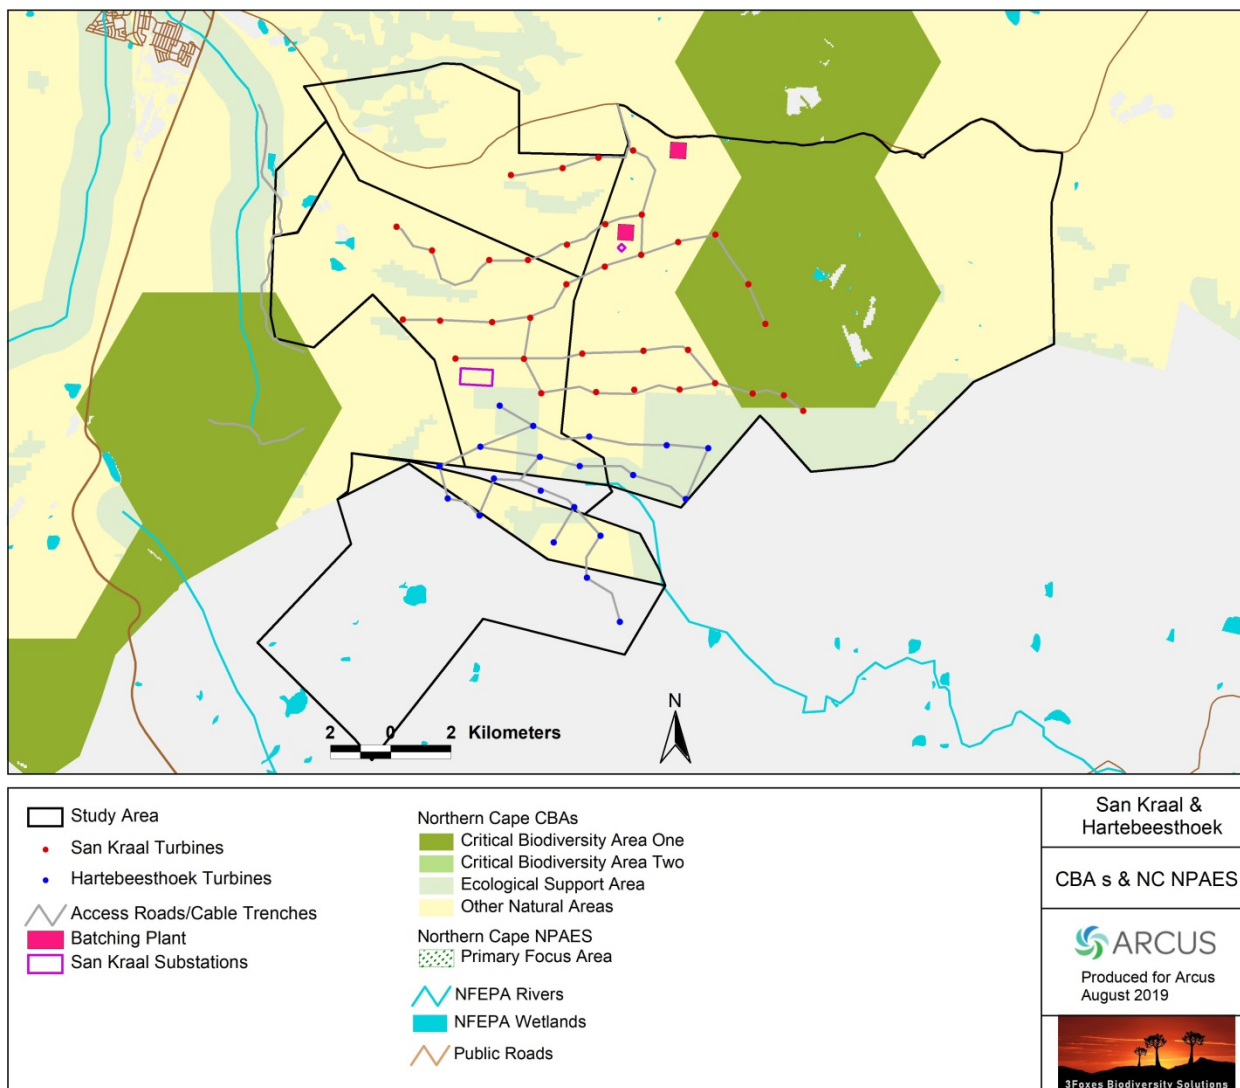 N
2 0 2 Kilometers
Study Area
San Kraal Turbines
Hartebeesthoek Turbines
Access Roads/Cable Trenches
Batching Plant
San Kraal Substations
Northern Cape CBAs
Critical Biodiversity Area One
Critical Biodiversity Area Two
Ecological Support Area
Other Natural Areas
Northern Cape NPAES
Primary Focus Area
NFEPA Rivers
NFEPA Wetlands
Public Roads
San Kraal &
Hartebeesthoek
CBA s & NC NPAES
ARCUS
Produced for Arcus
August 2019
3Foxes Biodiversity Solutions